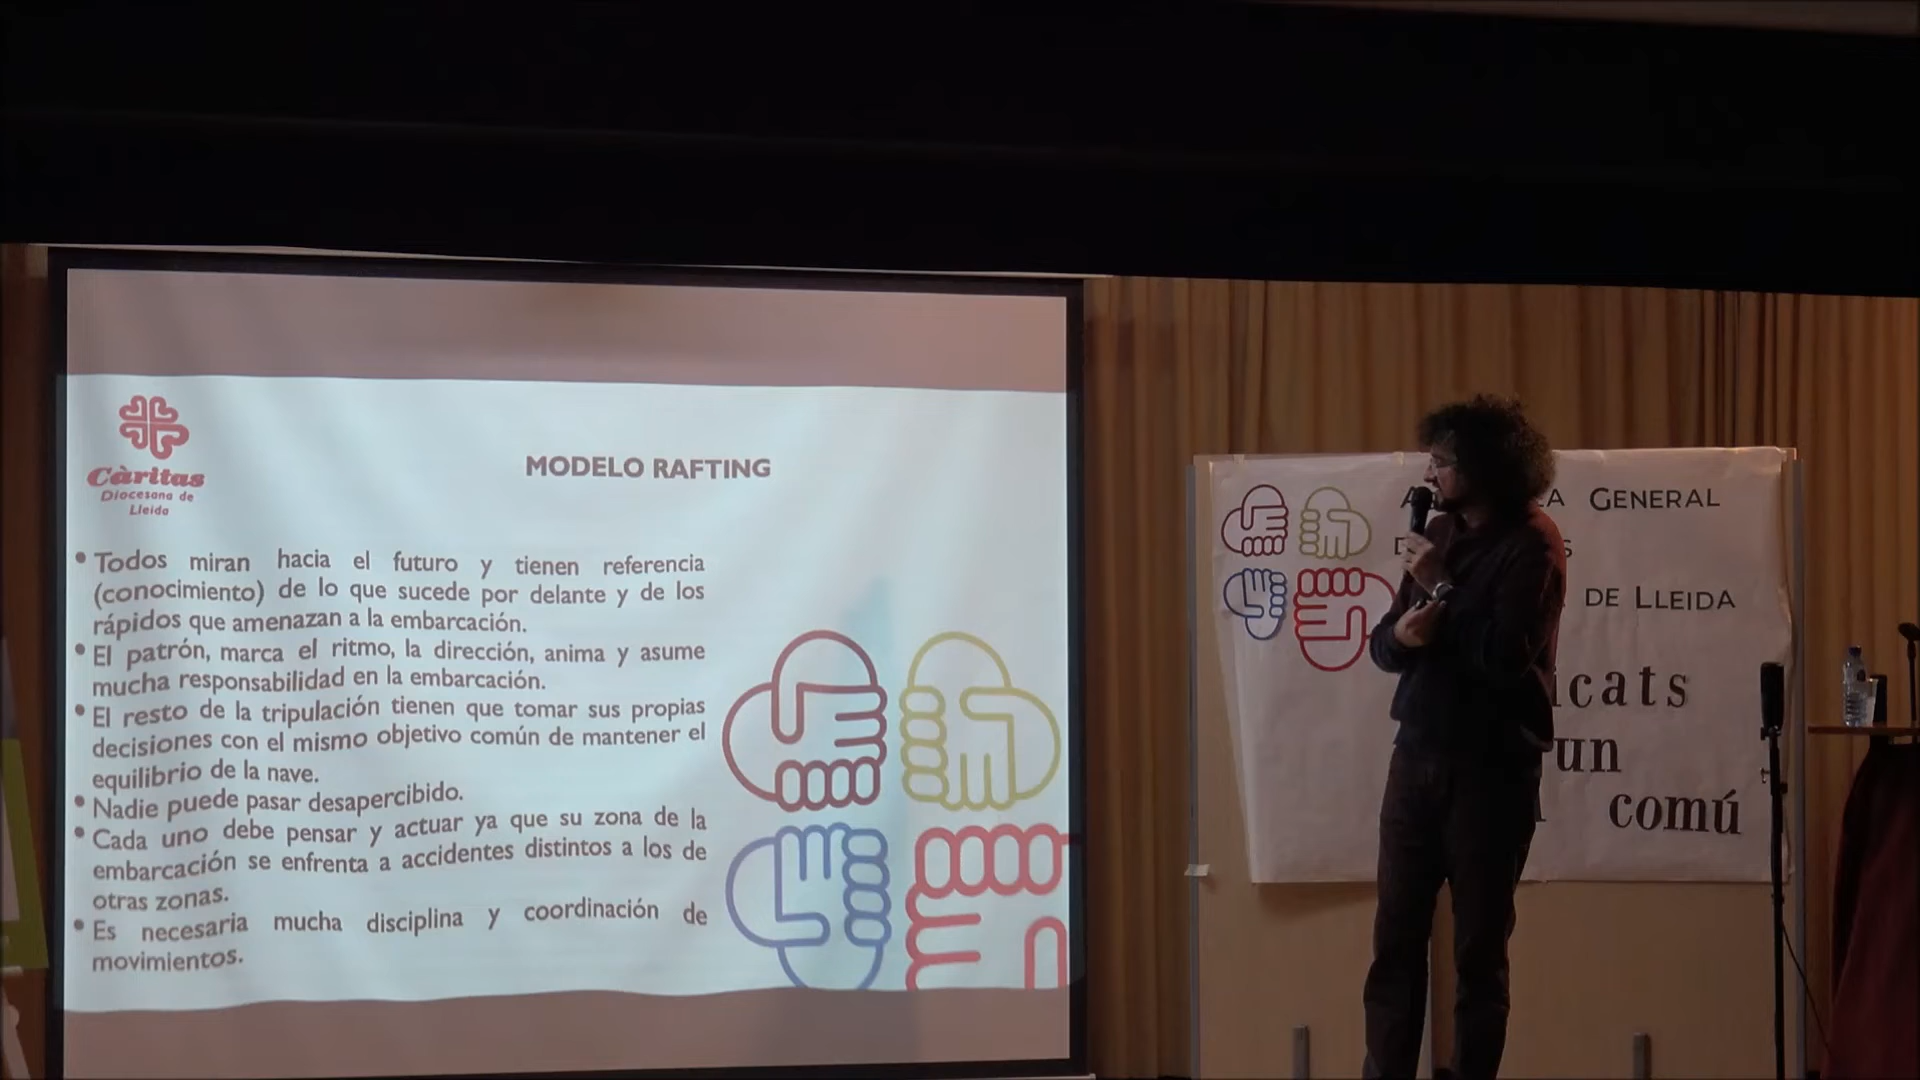 Càritas
Diocesana de
Lleida
MODELO RAFTING
• Todos miran hacia el futuro y tienen referencia
(conocimiento) de lo que sucede por delante y de los
rápidos que amenazan a la embarcación.
• El patrón, marca el ritmo, la dirección, anima y asume
mucha responsabilidad en la embarcación.
• El resto de la tripulación tienen que tomar sus propias
decisiones con el mismo objetivo común de mantener el
equilibrio de la nave.
• Nadie puede pasar desapercibido.
• Cada uno debe pensar y actuar ya que su zona de la
embarcación se enfrenta a accidentes distintos a los de
otras zonas.
• Es necesaria mucha disciplina y coordinación de
movimientos.
GENERAL
DE LLEIDA
un
comú